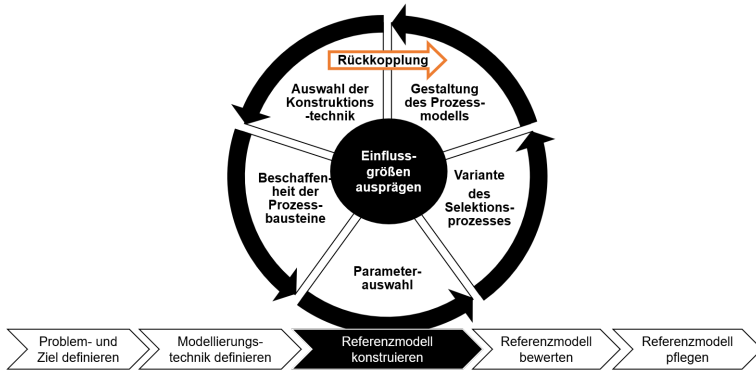 Rückkopplung
Auswahl der
Konstruktions
-technik
Gestaltung
des Prozess-
modells
Einfluss-
größen
ausprägen
Beschaffen-
heit der
Prozess-
bausteine
Variante
des
Selektions-
prozesses
Parameter-
auswahl
Problem- und
Ziel definieren
Modellierungs-
technik definieren
Referenzmodell
konstruieren
Referenzmodell
bewerten
Referenzmodell
pflegen